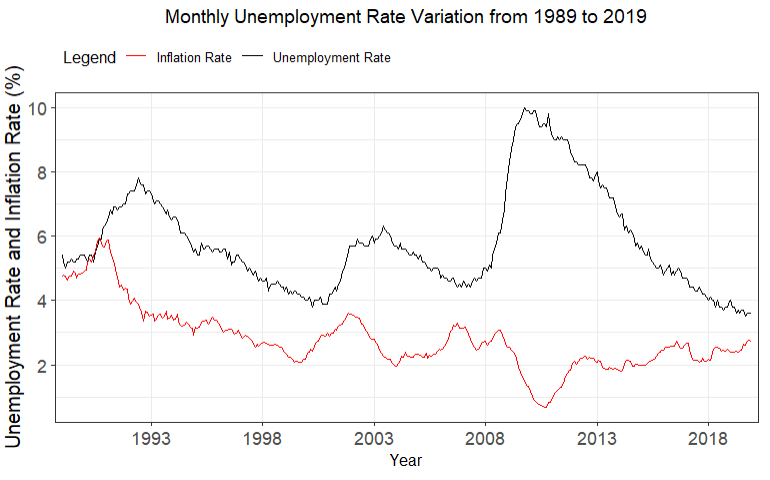 Monthly Unemployment Rate Variation from 1989 to 2019
Legend Inflation Rate Unemployment Rate
Unemployment Rate and Inflation Rate (%)
10
8
6
4
2
1993 1998 2003 2008 2013 2018
Year